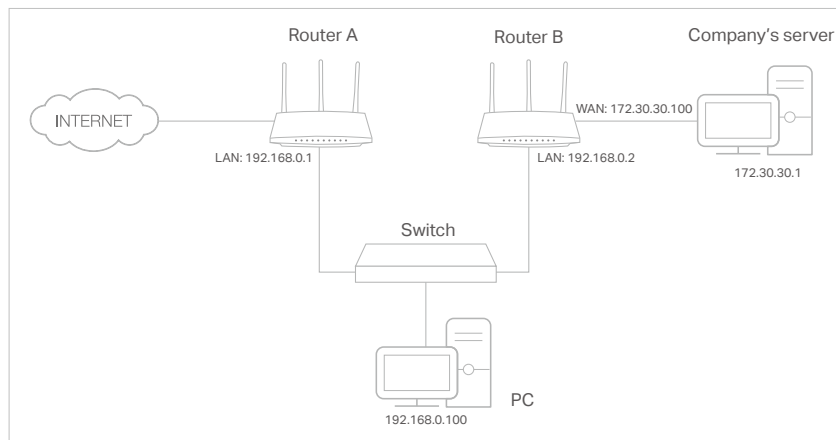 Router A
Router B
Company's server
INTERNET
WAN: 172.30.30.100
LAN: 192.168.0.1
LAN: 192.168.0.2
172.30.30.1
Switch
PC
192.168.0.100